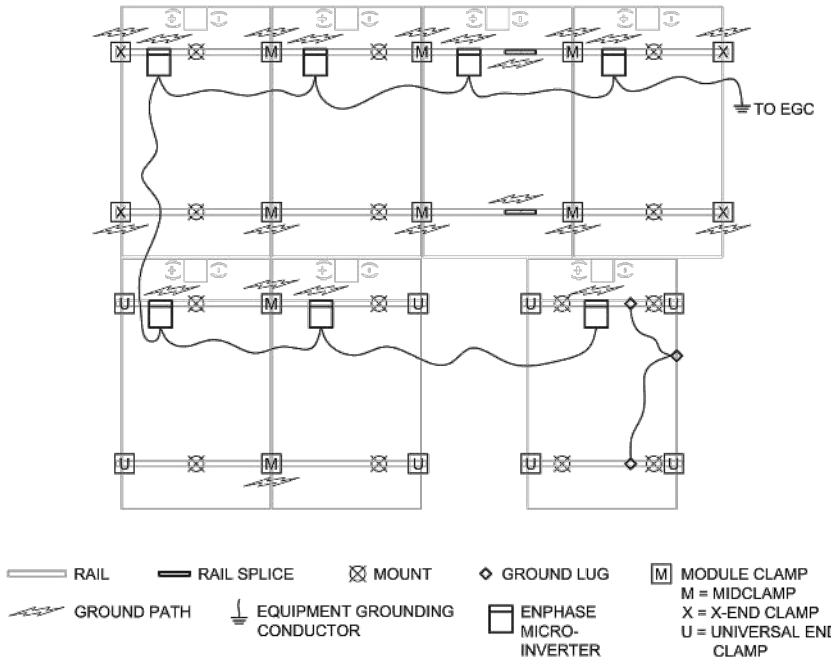 X M M M X
TO EGC
X M M M X
U M U U U
U M U U U
RAIL
RAIL SPLICE
MOUNT
GROUND LUG
M MODULE CLAMP
M = MIDCLAMP
X = X-END CLAMP
U = UNIVERSAL END
CLAMP
GROUND PATH
EQUIPMENT GROUNDING
CONDUCTOR
ENPHASE
MICRO-
INVERTER